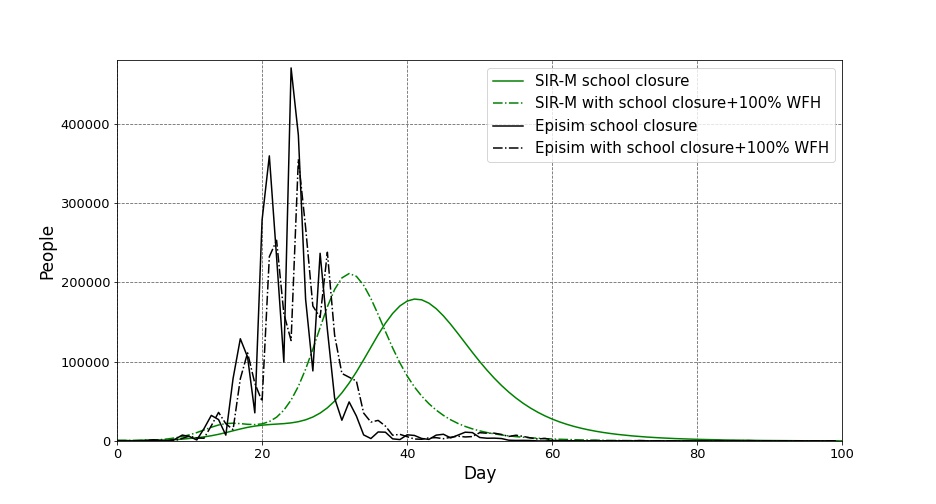 SIR-M school closure
SIR-M with school closure+100% WFH
Episim school closure
Episim with school closure+100% WFH
People
400000
300000
200000
100000
0
0 20 40 60 80 100
Day